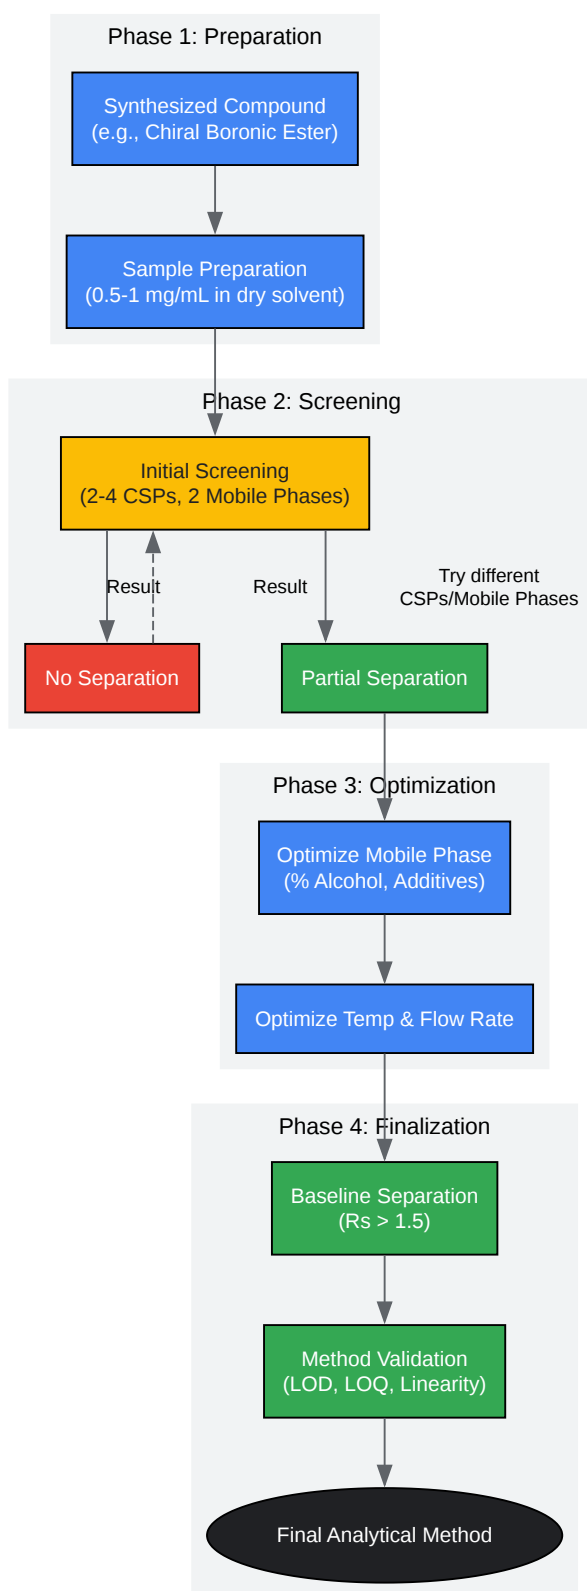 Phase 1: Preparation
Synthesized Compound
(e.g., Chiral Boronic Ester)
Sample Preparation
(0.5-1 mg/mL in dry solvent)
Phase 2: Screening
Initial Screening
(2-4 CSPs, 2 Mobile Phases)
Result
Result
Try different
CSPs/Mobile Phases
No Separation
Partial Separation
Phase 3: Optimization
Optimize Mobile Phase
(% Alcohol, Additives)
Optimize Temp & Flow Rate
Phase 4: Finalization
Baseline Separation
(Rs > 1.5)
Method Validation
(LOD, LOQ, Linearity)
Final Analytical Method